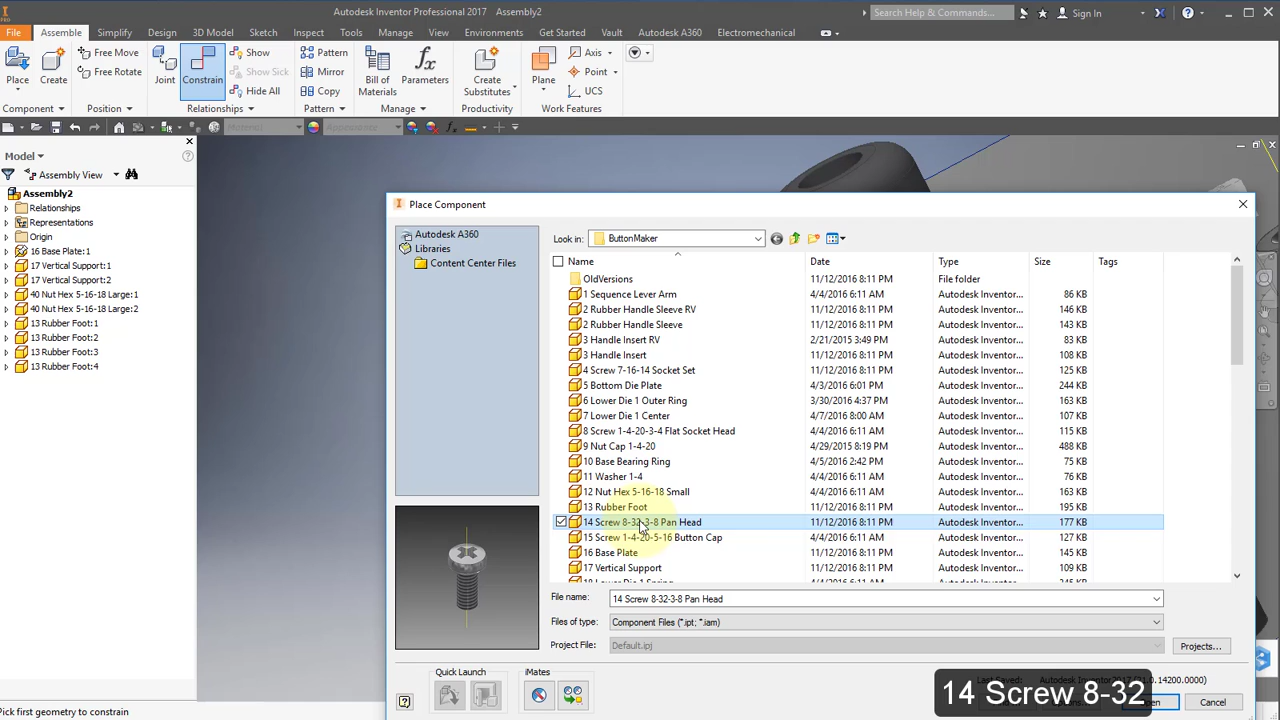 Autodesk Inventor Professional 2017 Assembly2
Search Help & Commands...
Sign In
PRO
File Assemble Simplify Design 3D Model Sketch Inspect Tools Manage View Environments Get Started Vault Autodesk A360 Electromechanical
Place Create
Free Move
Free Rotate
Joint Constrain
Show
Show Sick
Hide All
Pattern
Mirror
Copy
Bill of
Materials
Parameters
Create
Substitutes
Plane
Axis
Point
UCS
Component Position Relationships Pattern Manage Productivity Work Features
Material
Appearance
Model
Assembly View
Assembly2
Relationships
Representations
Origin
16 Base Plate:1
17 Vertical Support:1
17 Vertical Support:2
40 Nut Hex 5-16-18 Large:1
40 Nut Hex 5-16-18 Large:2
13 Rubber Foot:1
13 Rubber Foot:2
13 Rubber Foot:3
13 Rubber Foot:4
Place Component
Autodesk A360
Libraries
Content Center Files
Look in: ButtonMaker
Name Date Type Size Tags
OldVersions 11/12/2016 8:11 PM File folder
1 Sequence Lever Arm 4/4/2016 6:11 AM Autodesk Inventor... 86 KB
2 Rubber Handle Sleeve RV 11/12/2016 8:11 PM Autodesk Inventor... 146 KB
2 Rubber Handle Sleeve 11/12/2016 8:11 PM Autodesk Inventor... 143 KB
3 Handle Insert RV 2/21/2015 3:49 PM Autodesk Inventor... 83 KB
3 Handle Insert 11/12/2016 8:11 PM Autodesk Inventor... 108 KB
4 Screw 7-16-14 Socket Set 11/12/2016 8:11 PM Autodesk Inventor... 125 KB
5 Bottom Die Plate 4/3/2016 6:01 PM Autodesk Inventor... 244 KB
6 Lower Die 1 Outer Ring 3/30/2016 4:37 PM Autodesk Inventor... 163 KB
7 Lower Die 1 Center 4/7/2016 8:00 AM Autodesk Inventor... 107 KB
8 Screw 1-4-20-3-4 Flat Socket Head 4/4/2016 6:11 AM Autodesk Inventor... 115 KB
9 Nut Cap 1-4-20 4/29/2015 8:19 PM Autodesk Inventor... 488 KB
10 Base Bearing Ring 4/5/2016 2:42 PM Autodesk Inventor... 75 KB
11 Washer 1-4 4/4/2016 6:11 AM Autodesk Inventor... 76 KB
12 Nut Hex 5-16-18 Small 4/4/2016 6:11 AM Autodesk Inventor... 163 KB
13 Rubber Foot 11/12/2016 8:11 PM Autodesk Inventor... 195 KB
14 Screw 8-32-3-8 Pan Head 11/12/2016 8:11 PM Autodesk Inventor... 177 KB
15 Screw 1-4-20-5-16 Button Cap 4/4/2016 6:11 AM Autodesk Inventor... 127 KB
16 Base Plate 11/12/2016 8:11 PM Autodesk Inventor... 145 KB
17 Vertical Support 11/12/2016 8:11 PM Autodesk Inventor... 109 KB
18 Lower Die 1 Spring 4/4/2016 6:11 AM Autodesk Inventor... 245 KB
File name: 14 Screw 8-32-3-8 Pan Head
Files of type: Component Files (*.ipt; *.iam)
Project File: Default.ipj
Projects...
Quick Launch
iMates
Open
Cancel
14 Screw 8-32
Pick first geometry to constrain